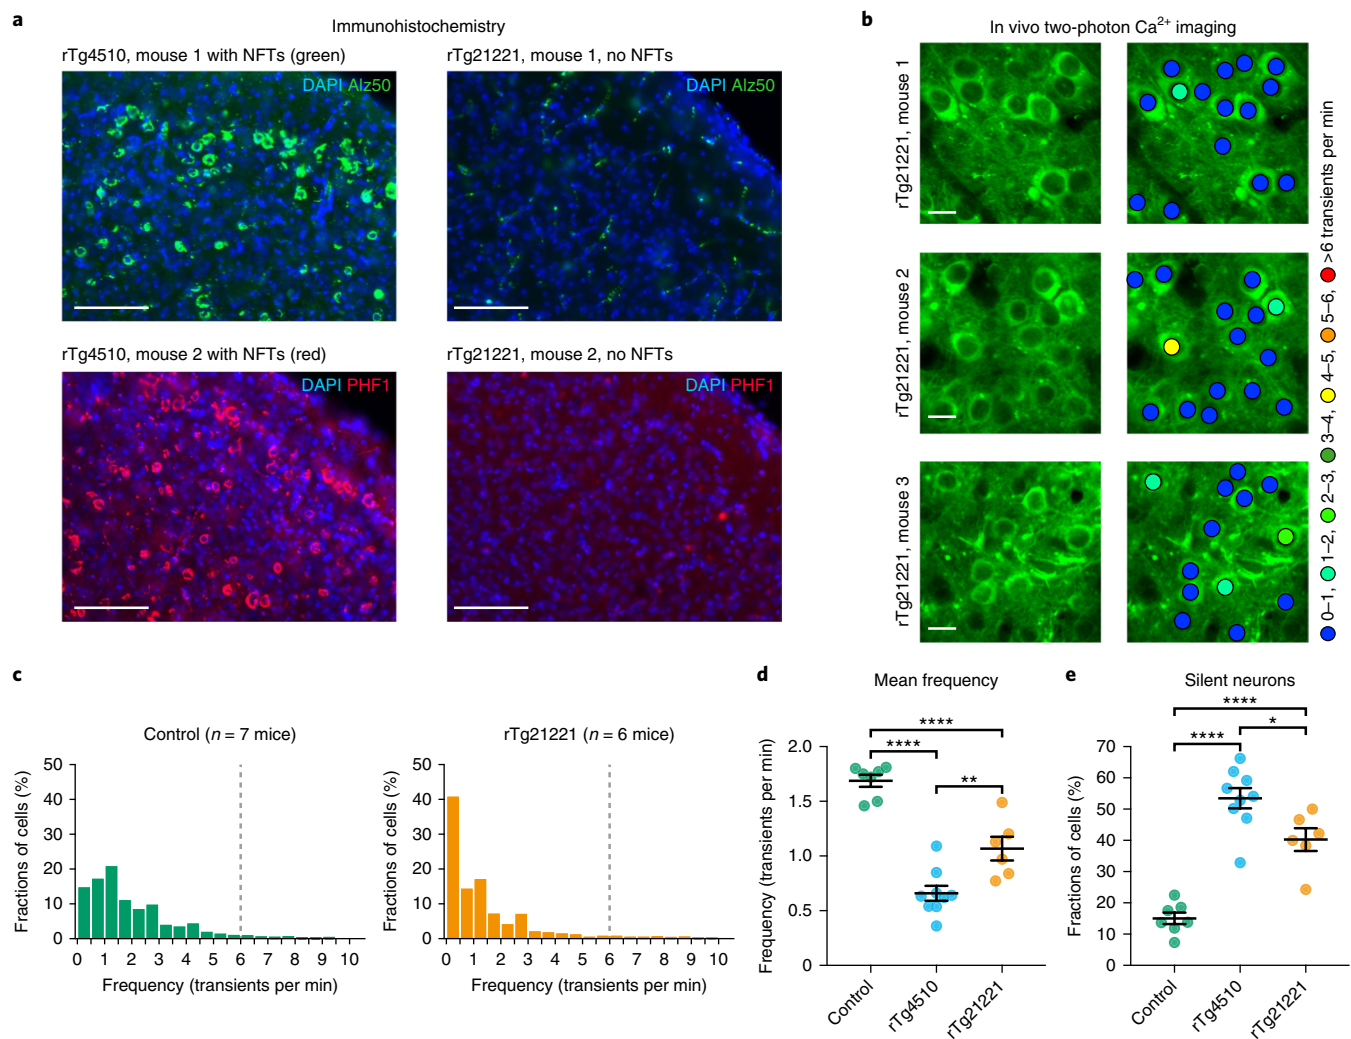 a
Immunohistochemistry
rTg4510, mouse 1 with NFTs (green)
DAPI Alz50
rTg21221, mouse 1, no NFTs
DAPI Alz50
rTg4510, mouse 2 with NFTs (red)
DAPI PHF1
rTg21221, mouse 2, no NFTs
DAPI PHF1
b
In vivo two-photon Ca²⁺ imaging
rTg21221, mouse 1
rTg21221, mouse 2
rTg21221, mouse 3
0–1, 1–2, 2–3, 3–4, 4–5, 5–6, >6 transients per min
c
Control (n = 7 mice)
Fractions of cells (%)
50
40
30
20
10
0
0 1 2 3 4 5 6 7 8 9 10
Frequency (transients per min)
rTg21221 (n = 6 mice)
Fractions of cells (%)
50
40
30
20
10
0
0 1 2 3 4 5 6 7 8 9 10
Frequency (transients per min)
d
Mean frequency
****
****
**
Frequency (transients per min)
2.0
1.5
1.0
0.5
0
Control
rTg4510
rTg21221
e
Silent neurons
****
*
****
Fractions of cells (%)
70
60
50
40
30
20
10
0
Control
rTg4510
rTg21221